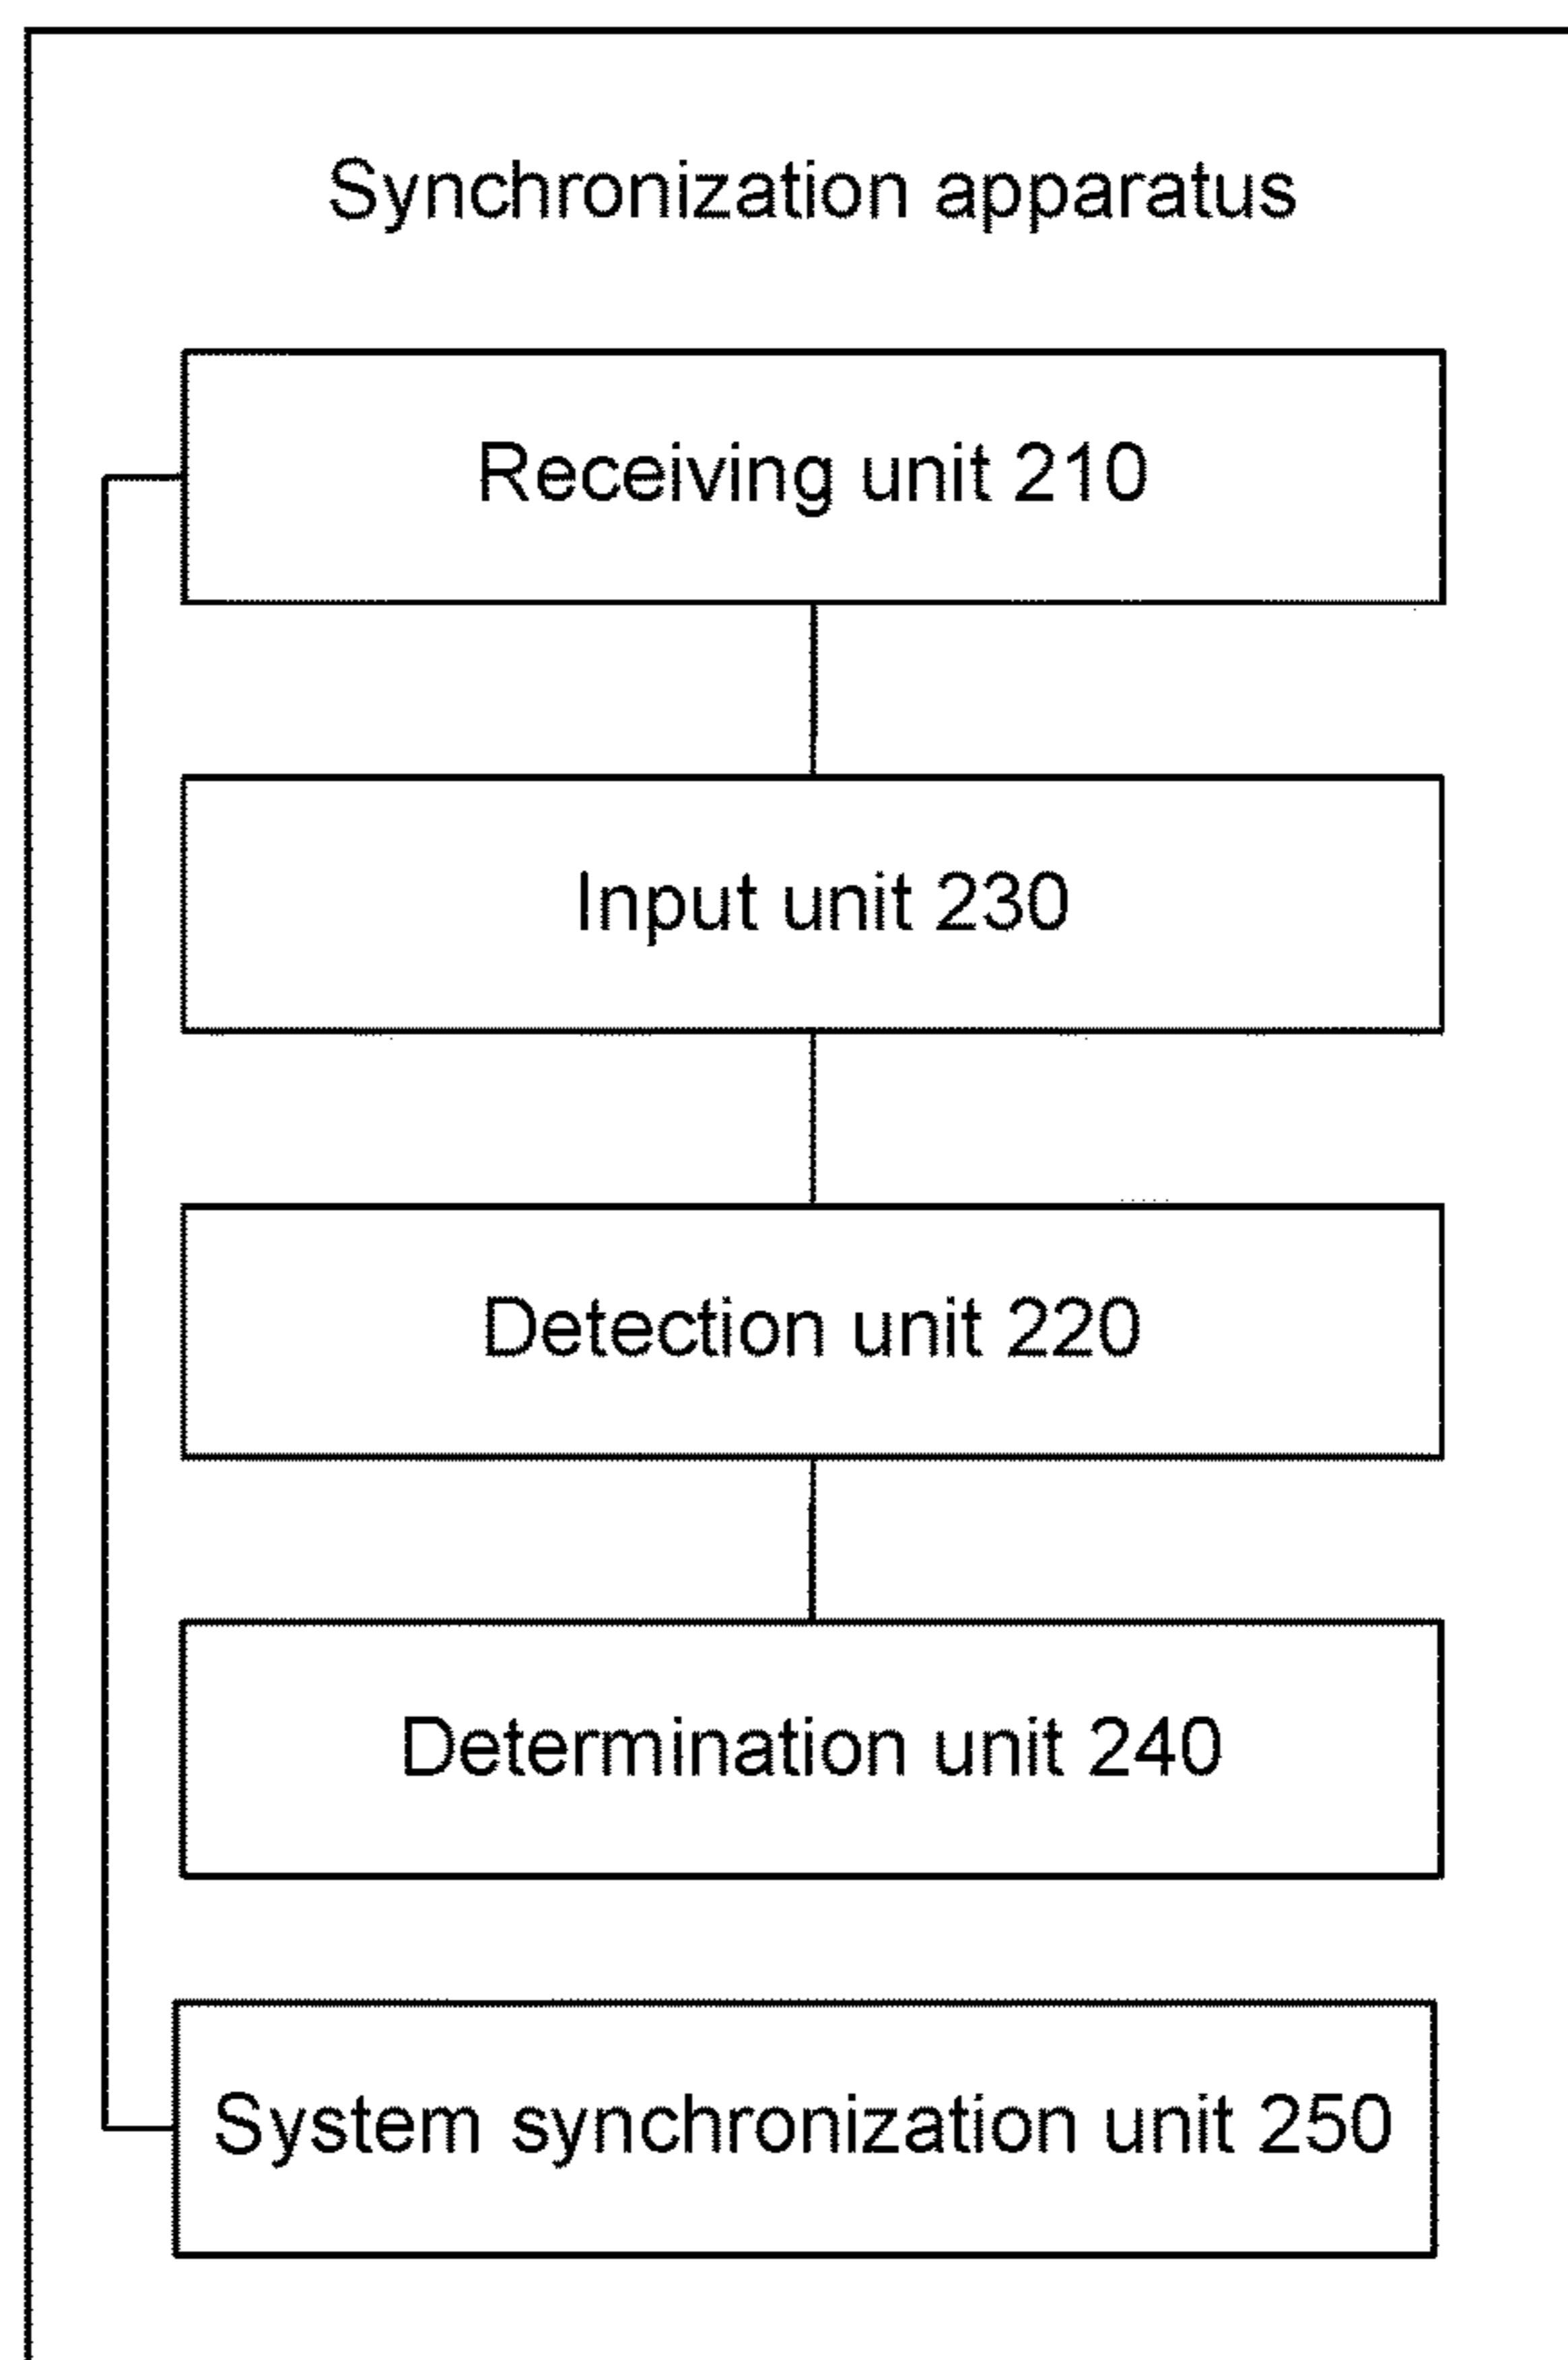 Synchronization apparatus
Receiving unit 210
Input unit 230
Detection unit 220
Determination unit 240
System synchronization unit 250